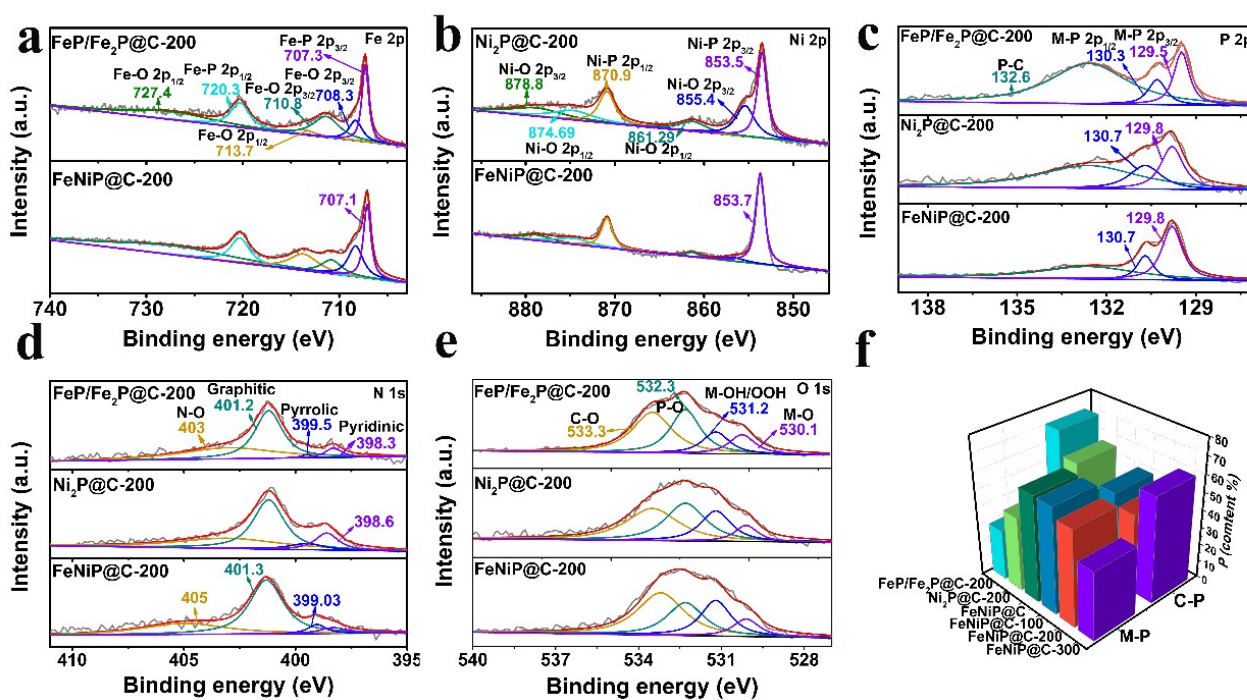 a
FeP/Fe2P@C-200
Fe-P 2p3/2
707.3
Fe 2p
Fe-O 2p1/2
727.4
Fe-P 2p1/2
720.3
Fe-O 2p3/2
710.8
Fe-O 2p3/2
708.3
Fe-O 2p1/2
713.7
FeNiP@C-200
707.1
Intensity (a.u.)
740 730 720 710
Binding energy (eV)
b
Ni2P@C-200
Ni-P 2p3/2
853.5
Ni 2p
Ni-O 2p3/2
878.8
Ni-P 2p1/2
870.9
Ni-O 2p3/2
855.4
874.69
Ni-O 2p1/2
861.29
Ni-O 2p1/2
FeNiP@C-200
853.7
Intensity (a.u.)
880 870 860 850
Binding energy (eV)
c
FeP/Fe2P@C-200
M-P 2p1/2
130.3
M-P 2p3/2
129.5
P 2p
P-C
132.6
Ni2P@C-200
130.7
129.8
FeNiP@C-200
130.7
129.8
Intensity (a.u.)
138 135 132 129
Binding energy (eV)
d
FeP/Fe2P@C-200
N 1s
N-O
403
Graphitic
401.2
Pyrrolic
399.5
Pyridinic
398.3
Ni2P@C-200
398.6
FeNiP@C-200
405
401.3
399.03
Intensity (a.u.)
410 405 400 395
Binding energy (eV)
e
FeP/Fe2P@C-200
O 1s
C-O
533.3
532.3
P-O
M-OH/OOH
531.2
M-O
530.1
Ni2P@C-200
FeNiP@C-200
Intensity (a.u.)
540 537 533 530 527
Binding energy (eV)
f
80
70
60
50
40
30
20
10
0
P (content %)
FeP/Fe2P@C-200
Ni2P@C-200
FeNiP@C
FeNiP@C-100
FeNiP@C-200
FeNiP@C-300
M-P
C-P